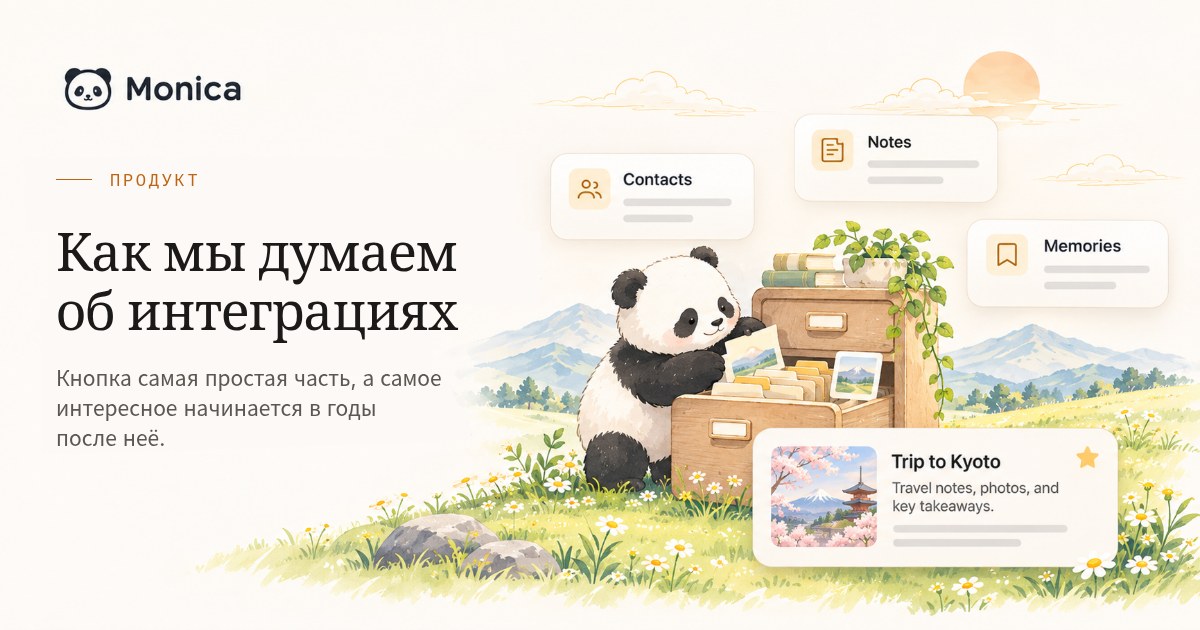 Monica
ПРОДУКТ
Как мы думаем
об интеграциях
Кнопка самая простая часть, а самое
интересное начинается в годы
после неё.
Contacts
Notes
Memories
Trip to Kyoto
Travel notes, photos, and
key takeaways.